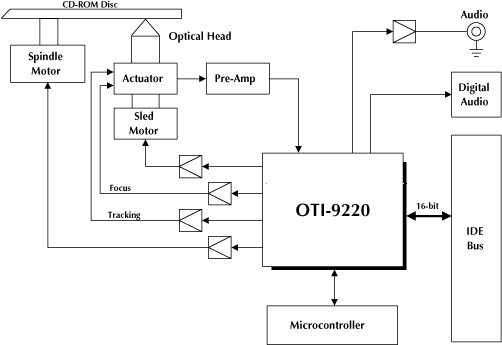 CD-ROM Disc
Optical Head
Audio
Spindle
Motor
Actuator
Pre-Amp
Digital
Audio
Sled
Motor
Focus
Tracking
OTI-9220
16-bit
IDE
Bus
Microcontroller